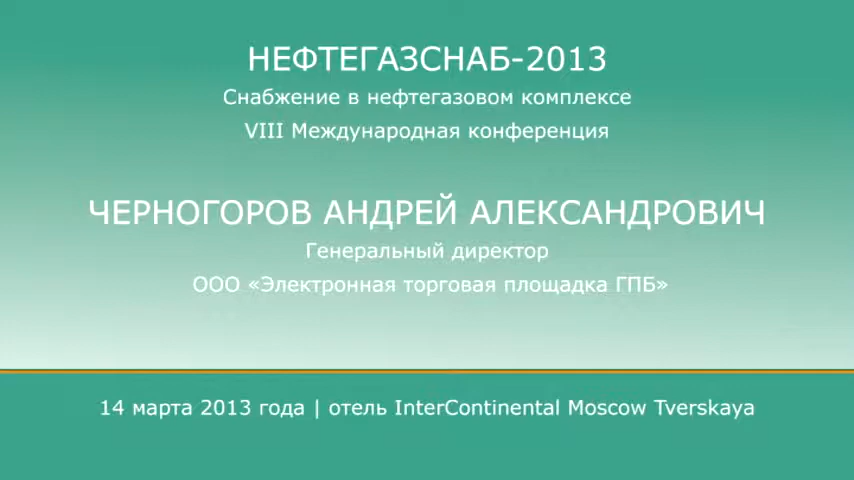 НЕФТЕГАЗСНАБ-2013
Снабжение в нефтегазовом комплексе
VIII Международная конференция
ЧЕРНОГОРОВ АНДРЕЙ АЛЕКСАНДРОВИЧ
Генеральный директор
ООО «Электронная торговая площадка ГПБ»
14 марта 2013 года | отель InterContinental Moscow Tverskaya